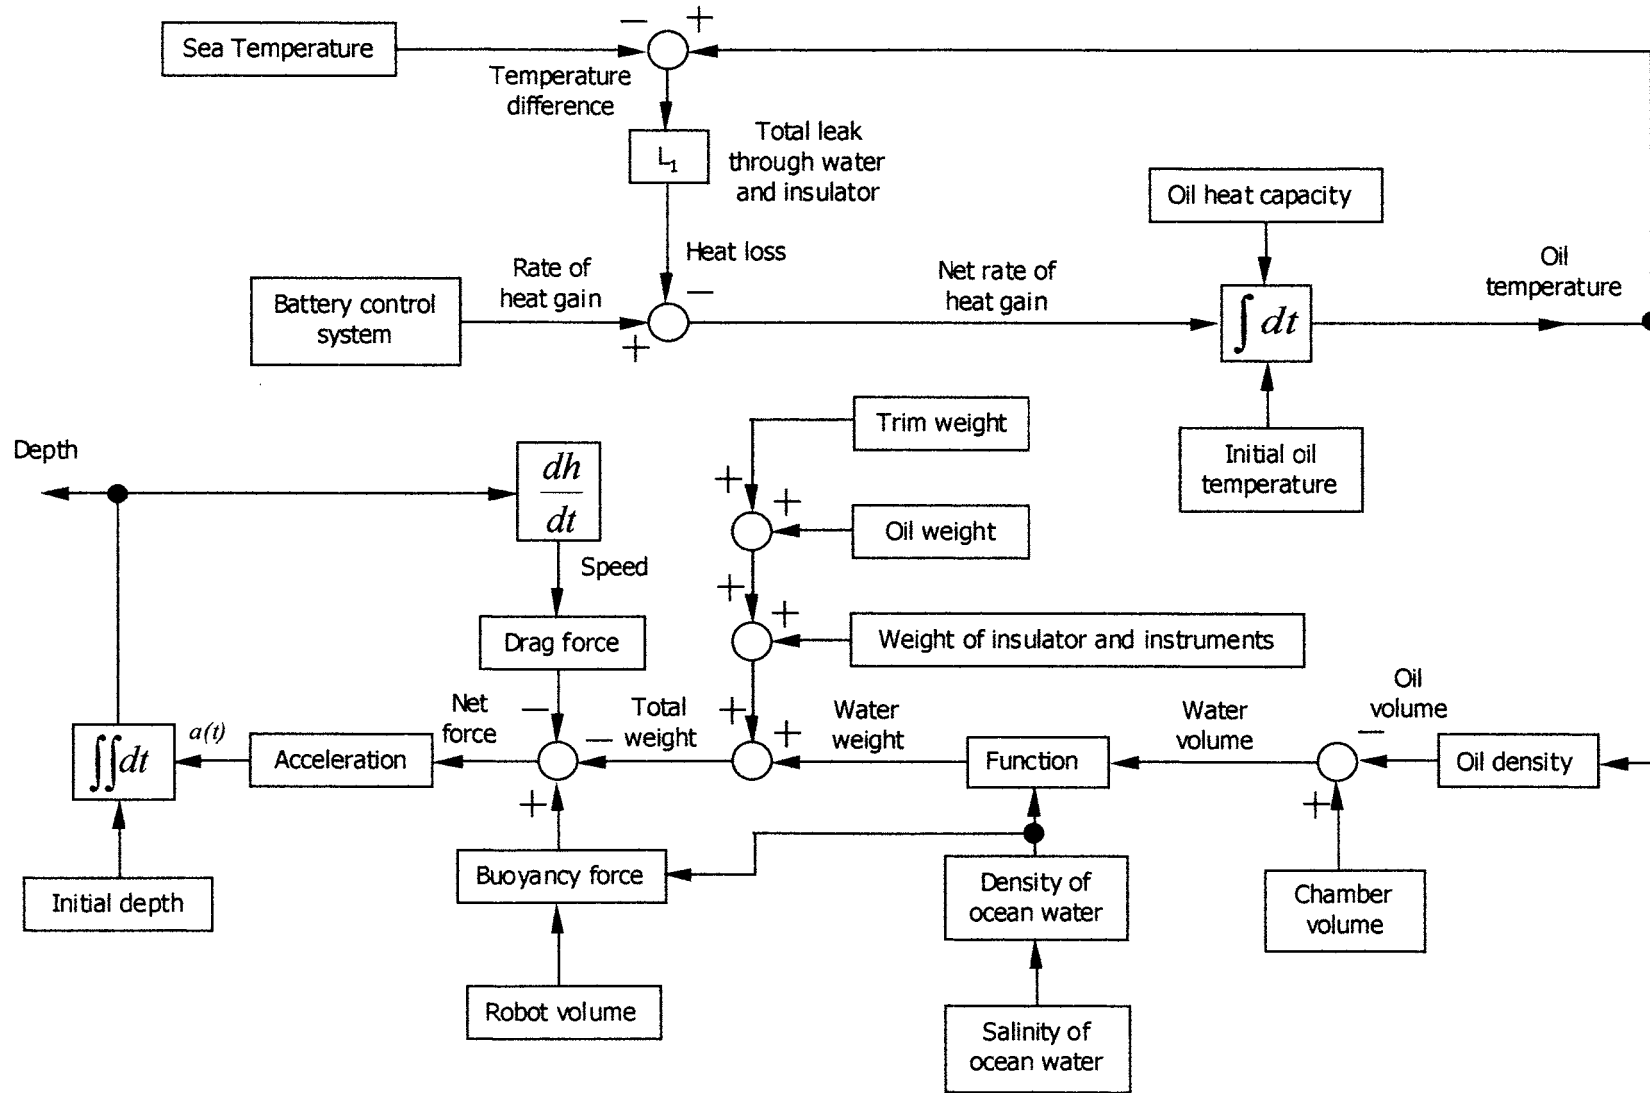 − +
Sea Temperature
Temperature
difference
L₁
Total leak
through water
and insulator
Oil heat capacity
Heat loss
Rate of
heat gain
Net rate of
heat gain
Oil
temperature
Battery control
system
−
+
∫ dt
Initial oil
temperature
Trim weight
Depth
dh
dt
+
+
Oil weight
Speed
+
+
Drag force
Weight of insulator and instruments
Net
force
−
Total
weight
+
+
Water
weight
Water
volume
Oil
volume
−
a(t)
∬dt
Acceleration
−
Function
Oil density
+
+
Buoyancy force
Density of
ocean water
Chamber
volume
Initial depth
Robot volume
Salinity of
ocean water